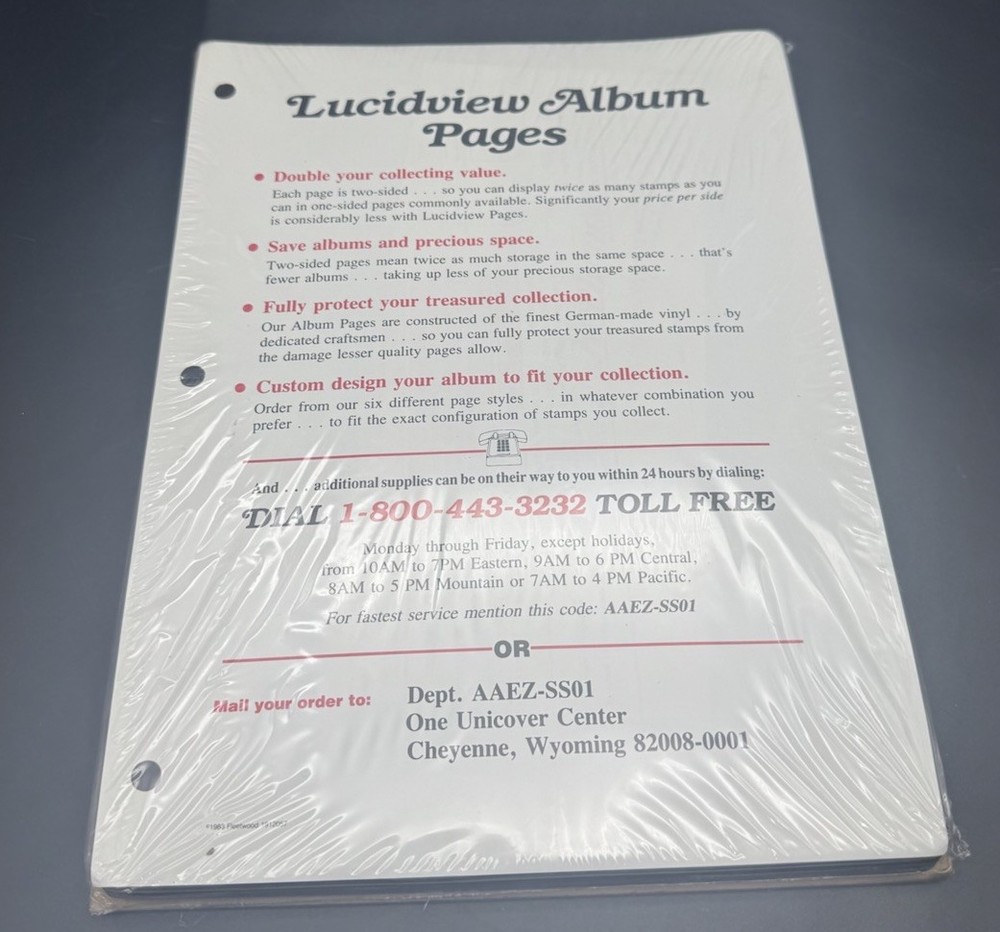 Lucidview Album
Pages
• Double your collecting value.
Each page is two-sided . . . so you can display twice as many stamps as you
can in one-sided pages commonly available. Significantly your price per side
is considerably less with Lucidview Pages.
• Save albums and precious space.
Two-sided pages mean twice as much storage in the same space . . . that's
fewer albums . . . taking up less of your precious storage space.
• Fully protect your treasured collection.
Our Album Pages are constructed of the finest German-made vinyl . . . by
dedicated craftsmen . . . so you can fully protect your treasured stamps from
the damage lesser quality pages allow.
• Custom design your album to fit your collection.
Order from our six different page styles . . . in whatever combination you
prefer . . . to fit the exact configuration of stamps you collect.
And . . . additional supplies can be on their way to you within 24 hours by dialing:
DIAL 1-800-443-3232 TOLL FREE
Monday through Friday, except holidays,
from 10AM to 7PM Eastern, 9AM to 6 PM Central,
8AM to 5 PM Mountain or 7AM to 4 PM Pacific.
For fastest service mention this code: AAEZ-SS01
OR
Mail your order to:
Dept. AAEZ-SS01
One Unicover Center
Cheyenne, Wyoming 82008-0001
Fleetwood